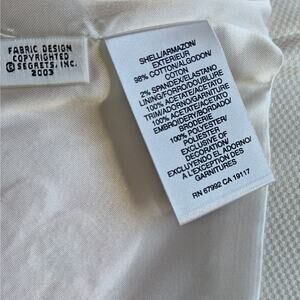 FABRIC DESIGN
COPYRIGHTED
© SEGRETS, INC.
2003
SHELL/ARMAZON/
EXTERIEUR
98% COTTON/ALGODON/
COTON
2% SPANDEX/ELASTANO
LINING/FORRO/DOUBLURE
100% ACETATE/ACETATO
TRIM/ADORNO/GARNITURE
100% ACETATE/ACETATO
EMBROIDERY/BORDADO/
BRODERIE
100% POLYESTER/
POLIESTER
EXCLUSIVE OF
DECORATION/
EXCLUYENDO EL ADORNO/
A L'EXCEPTION DES
GARNITURES
RN 67992 CA 19117